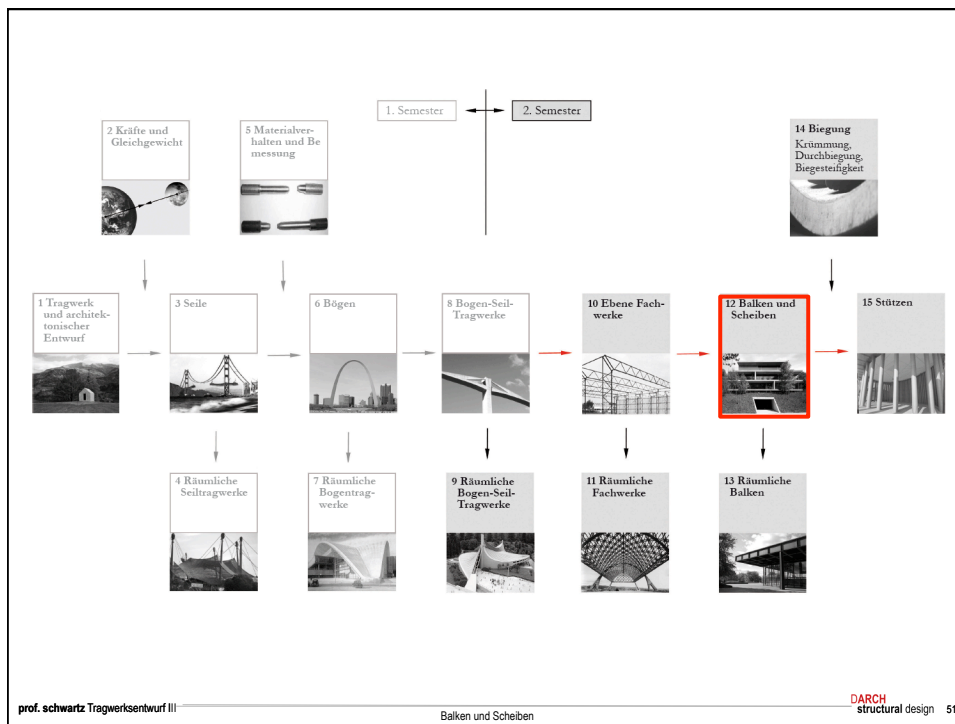 1. Semester
2. Semester
2 Kräfte und
Gleichgewicht
5 Materialver-
halten und Be
messung
14 Biegung
Krümmung,
Durchbiegung,
Biegesteifigkeit
1 Tragwerk
und architek-
tonischer
Entwurf
3 Seile
6 Bögen
8 Bogen-Seil-
Tragwerke
10 Ebene Fach-
werke
12 Balken und
Scheiben
15 Stützen
4 Räumliche
Seiltragwerke
7 Räumliche
Bogentrag-
werke
9 Räumliche
Bogen-Seil-
Tragwerke
11 Räumliche
Fachwerke
13 Räumliche
Balken
prof. schwartz Tragwerksentwurf III
Balken und Scheiben
DARCH
structural design 51